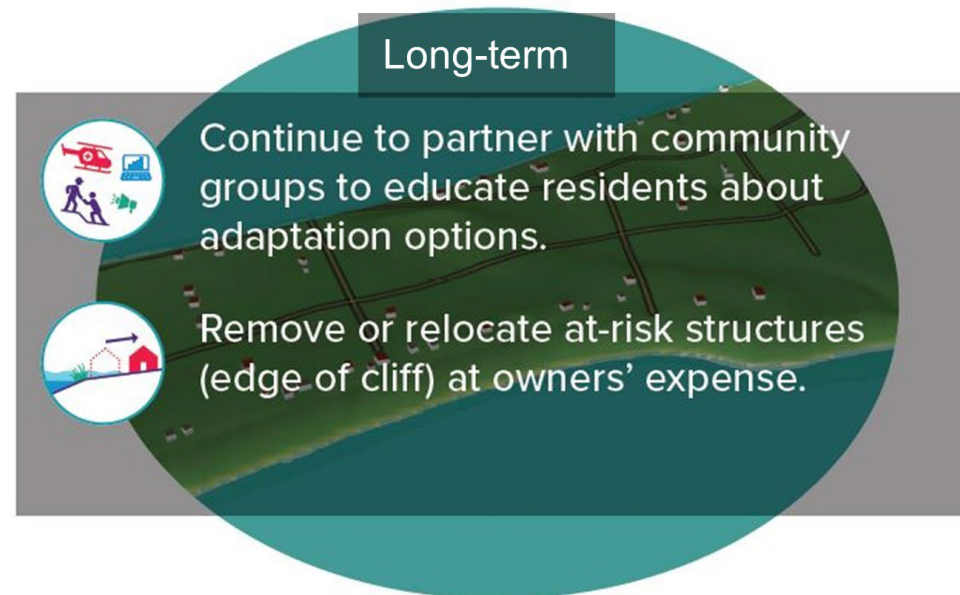 Long-term
Continue to partner with community
groups to educate residents about
adaptation options.
Remove or relocate at-risk structures
(edge of cliff) at owners’ expense.